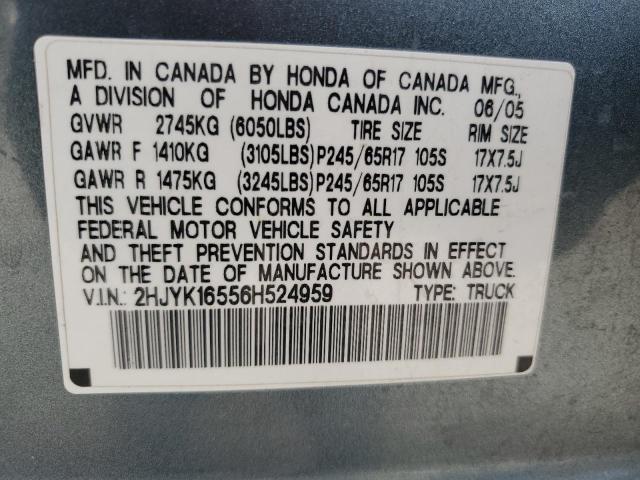 MFD. IN CANADA BY HONDA OF CANADA MFG.,
A DIVISION OF HONDA CANADA INC. 06/05
GVWR 2745KG (6050LBS) TIRE SIZE RIM SIZE
GAWR F 1410KG (3105LBS) P245/65R17 105S 17X7.5J
GAWR R 1475KG (3245LBS) P245/65R17 105S 17X7.5J
THIS VEHICLE CONFORMS TO ALL APPLICABLE
FEDERAL MOTOR VEHICLE SAFETY
AND THEFT PREVENTION STANDARDS IN EFFECT
ON THE DATE OF MANUFACTURE SHOWN ABOVE.
V.I.N.: 2HJYK16556H524959 TYPE: TRUCK